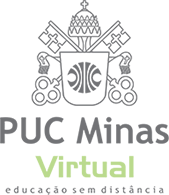 PUC Minas
Virtual
educação sem distância